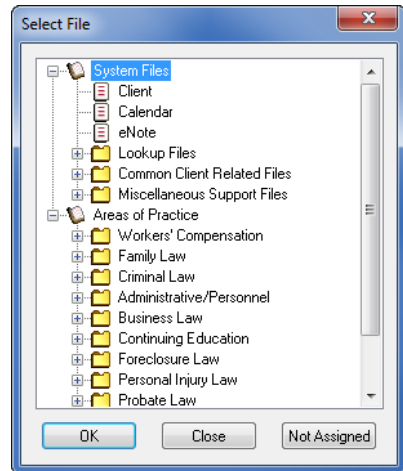 Select File
System Files
Client
Calendar
eNote
Lookup Files
Common Client Related Files
Miscellaneous Support Files
Areas of Practice
Workers' Compensation
Family Law
Criminal Law
Administrative/Personnel
Business Law
Continuing Education
Foreclosure Law
Personal Injury Law
Probate Law
OK Close Not Assigned